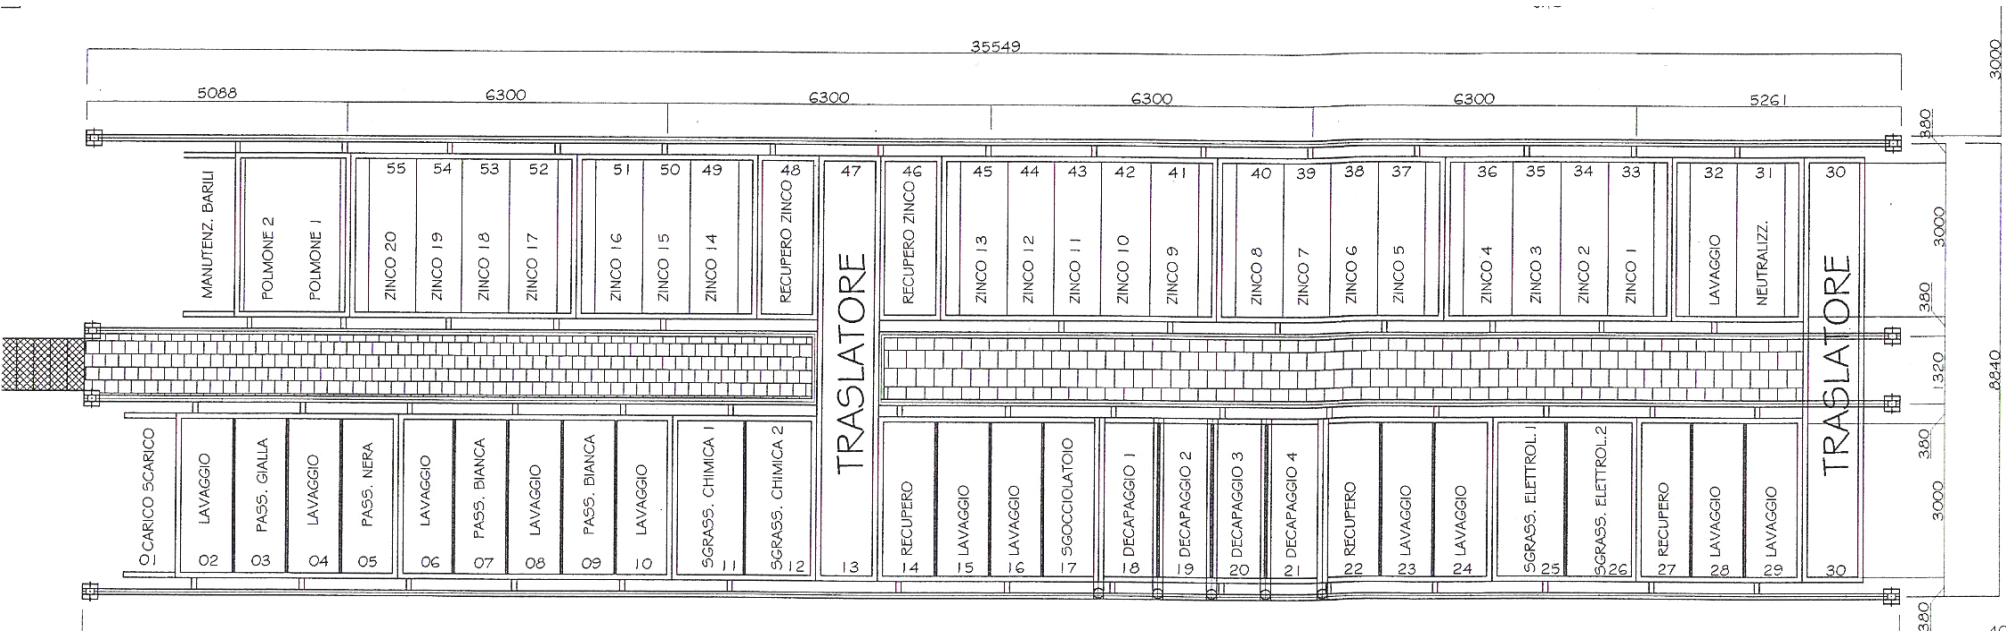 35549
5088 6300 6300 6300 6300 5261
3000
380
MANUTENZ. BARILI
POLMONE 2
POLMONE 1
55 ZINCO 20
54 ZINCO 19
53 ZINCO 18
52 ZINCO 17
51 ZINCO 16
50 ZINCO 15
49 ZINCO 14
48 RECUPERO ZINCO
47
46 RECUPERO ZINCO
45 ZINCO 13
44 ZINCO 12
43 ZINCO 11
42 ZINCO 10
41 ZINCO 9
40 ZINCO 8
39 ZINCO 7
38 ZINCO 6
37 ZINCO 5
36 ZINCO 4
35 ZINCO 3
34 ZINCO 2
33 ZINCO 1
32 LAVAGGIO
31 NEUTRALIZZ.
30
3000
380
TRASLATORE
TRASLATORE
1320
8840
380
01 CARICO SCARICO
02 LAVAGGIO
03 PASS. GIALLA
04 LAVAGGIO
05 PASS. NERA
06 LAVAGGIO
07 PASS. BIANCA
08 LAVAGGIO
09 PASS. BIANCA
10 LAVAGGIO
11 SGRASS. CHIMICA 1
12 SGRASS. CHIMICA 2
13
14 RECUPERO
15 LAVAGGIO
16 LAVAGGIO
17 SGOCCIOLATOIO
18 DECAPAGGIO 1
19 DECAPAGGIO 2
20 DECAPAGGIO 3
21 DECAPAGGIO 4
22 RECUPERO
23 LAVAGGIO
24 LAVAGGIO
25 SGRASS. ELETTROL.1
26 SGRASS. ELETTROL.2
27 RECUPERO
28 LAVAGGIO
29 LAVAGGIO
30
3000
380